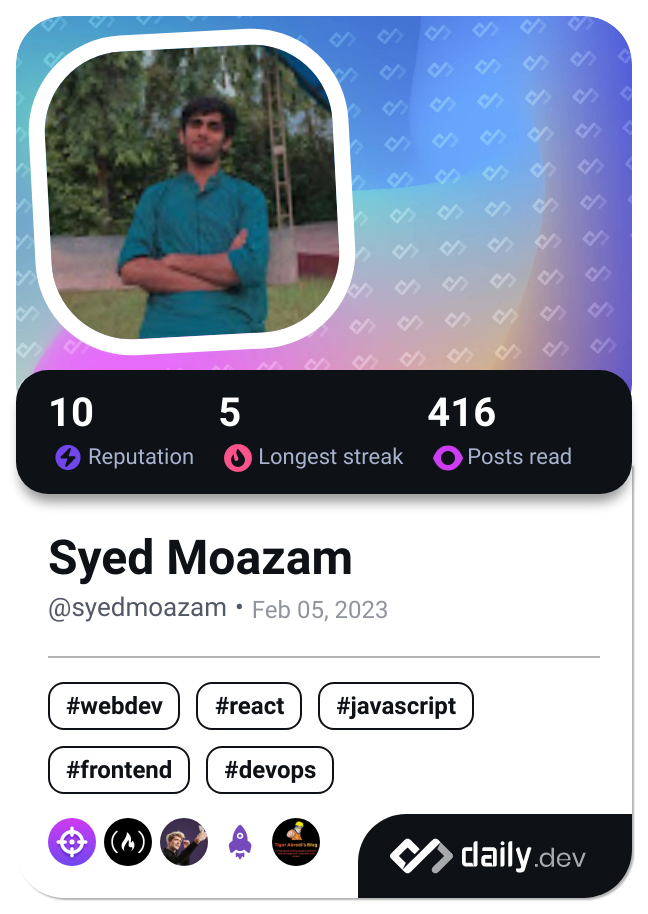 10 5 416
Reputation Longest streak Posts read
Syed Moazam
@syedmoazam • Feb 05, 2023
#webdev #react #javascript
#frontend #devops
daily.dev